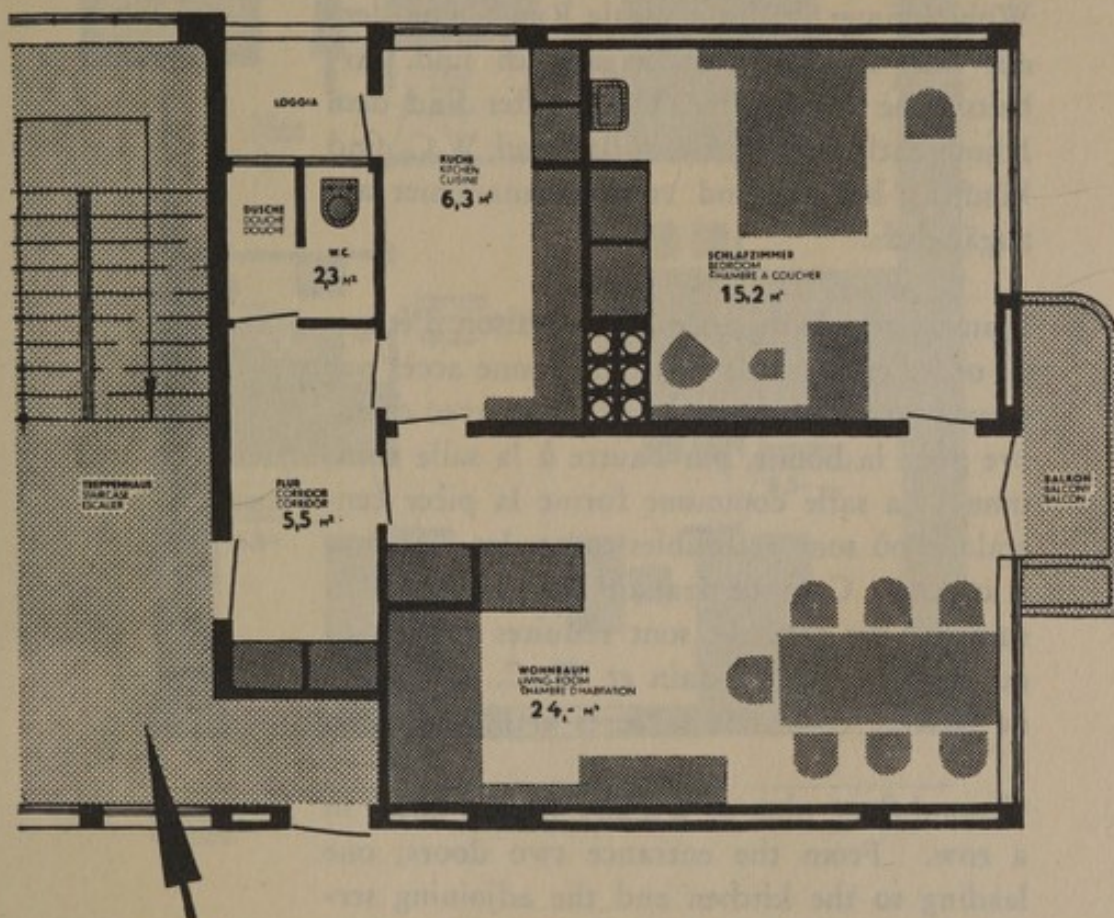 LOGGIA
KÜCHE
KITCHEN
CUISINE
6,3 M²
DUSCHE
DOUCHE
DOUCHE
W.C.
2,3 M²
SCHLAFZIMMER
BEDROOM
CHAMBRE A COUCHER
15,2 M²
TREPPENHAUS
STAIRCASE
ESCALIER
FLUR
CORRIDOR
CORRIDOR
5,5 M²
BALKON
BALCONY
BALCON
WOHNRAUM
LIVING-ROOM
CHAMBRE D'HABITATION
24,- M²
a row. From the entrance two doors, one
leading to the kitchen and the adjoining ser-